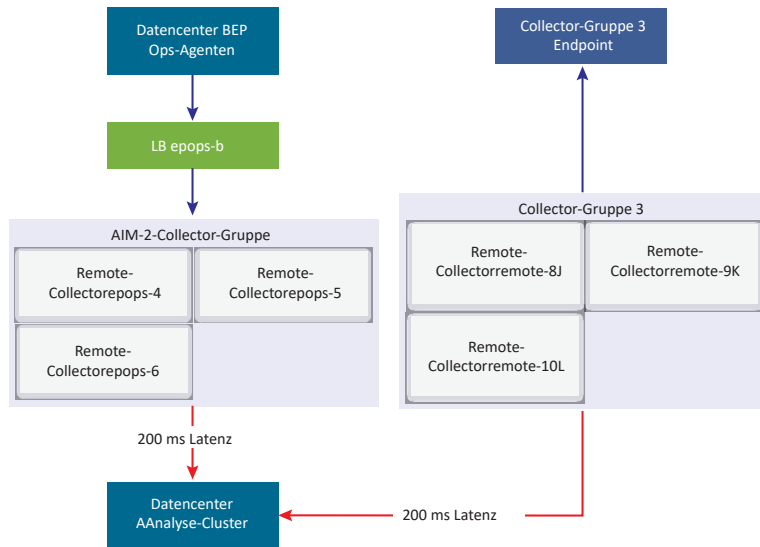 Datencenter BEP
Ops-Agenten
Collector-Gruppe 3
Endpoint
LB epops-b
AIM-2-Collector-Gruppe
Remote-
Collectorepops-4
Remote-
Collectorepops-5
Remote-
Collectorepops-6
Collector-Gruppe 3
Remote-
Collectorremote-8J
Remote-
Collectorremote-9K
Remote-
Collectorremote-10L
200 ms Latenz
Datencenter
AAnalyse-Cluster
200 ms Latenz